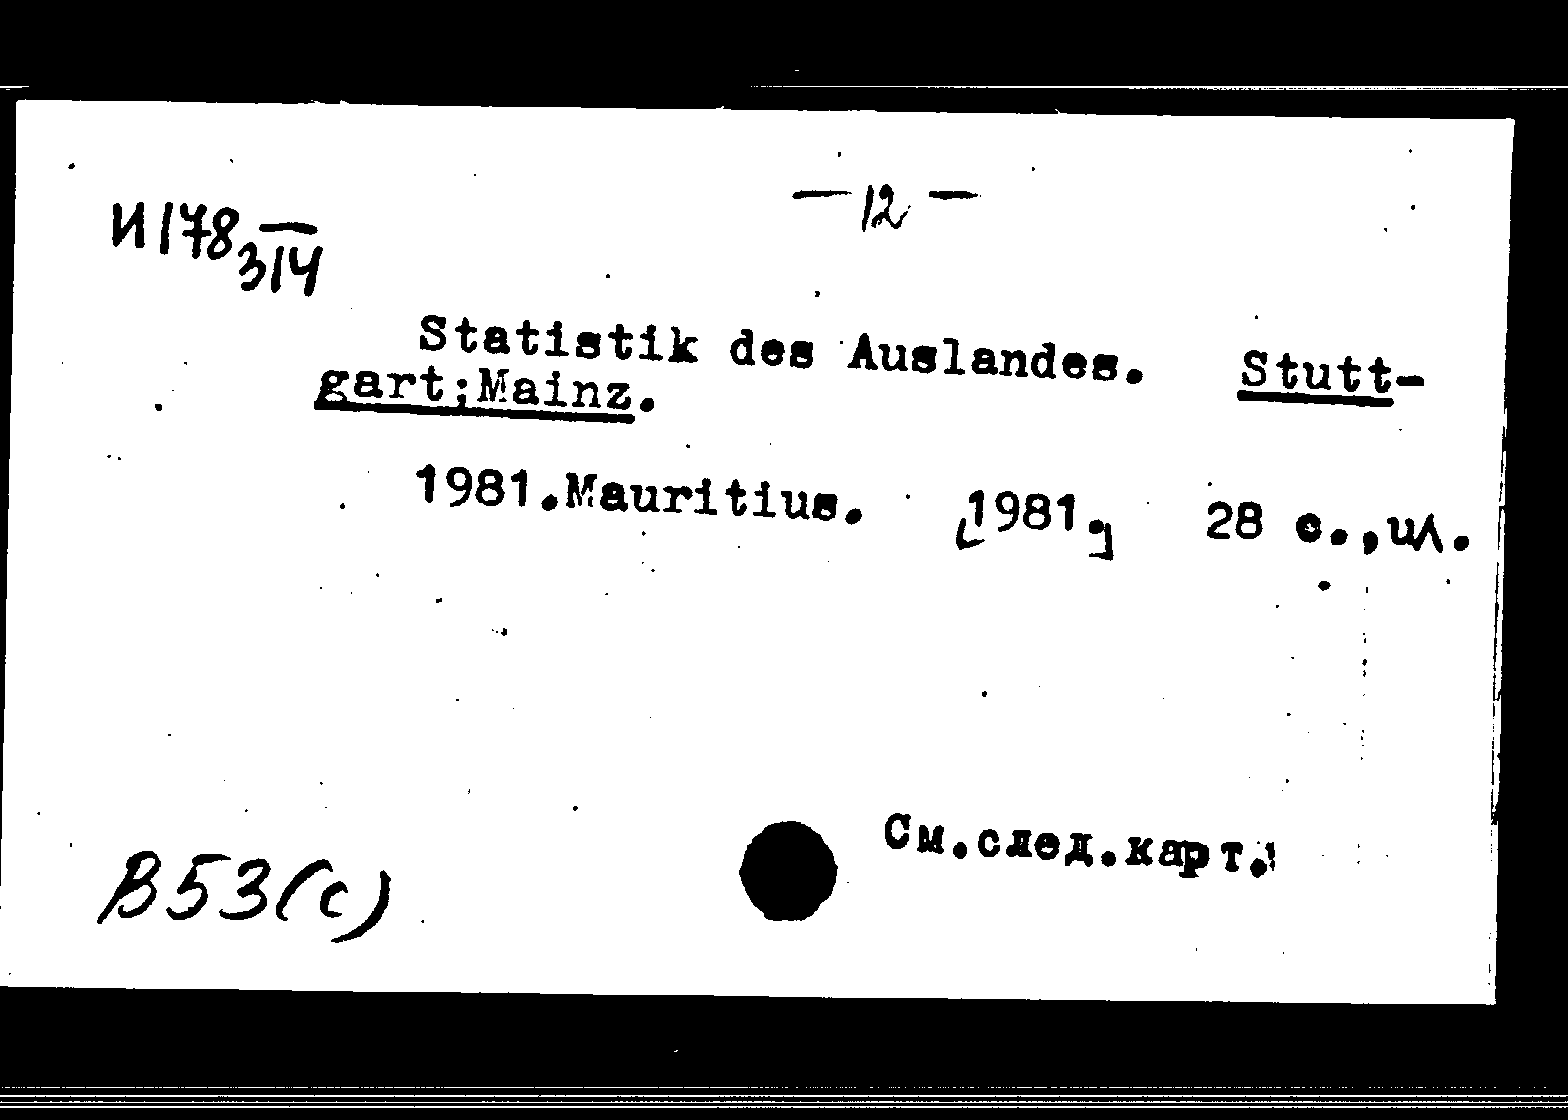 — 12 —
И178 —
314
Statistik des Auslandes. Stutt-
gart;Mainz.
1981.Mauritius. [1981.] 28 с.,ил.
См.след.карт.
В53(с)